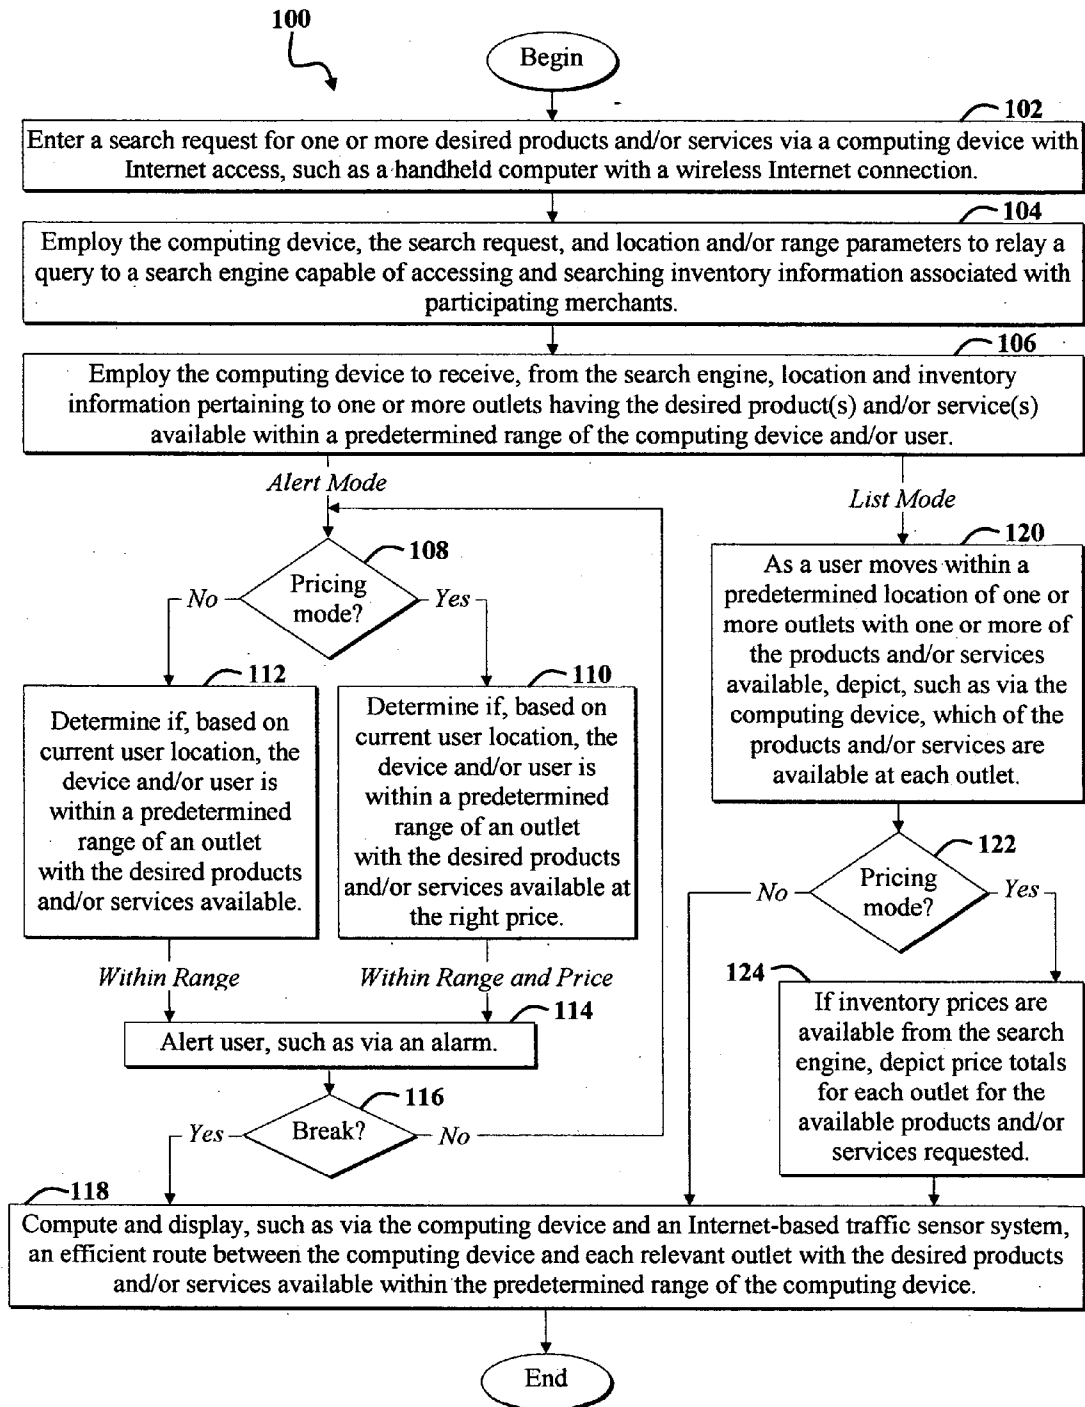 100
Begin
102
Enter a search request for one or more desired products and/or services via a computing device with
Internet access, such as a handheld computer with a wireless Internet connection.
104
Employ the computing device, the search request, and location and/or range parameters to relay a
query to a search engine capable of accessing and searching inventory information associated with
participating merchants.
106
Employ the computing device to receive, from the search engine, location and inventory
information pertaining to one or more outlets having the desired product(s) and/or service(s)
available within a predetermined range of the computing device and/or user.
Alert Mode
List Mode
108
Pricing
mode?
No
Yes
112
Determine if, based on
current user location, the
device and/or user is
within a predetermined
range of an outlet
with the desired products
and/or services available.
110
Determine if, based on
current user location, the
device and/or user is
within a predetermined
range of an outlet
with the desired products
and/or services available at
the right price.
120
As a user moves within a
predetermined location of one or
more outlets with one or more of
the products and/or services
available, depict, such as via the
computing device, which of the
products and/or services are
available at each outlet.
122
Pricing
mode?
No
Yes
Within Range
Within Range and Price
124
If inventory prices are
available from the search
engine, depict price totals
for each outlet for the
available products and/or
services requested.
114
Alert user, such as via an alarm.
116
Break?
Yes
No
118
Compute and display, such as via the computing device and an Internet-based traffic sensor system,
an efficient route between the computing device and each relevant outlet with the desired products
and/or services available within the predetermined range of the computing device.
End